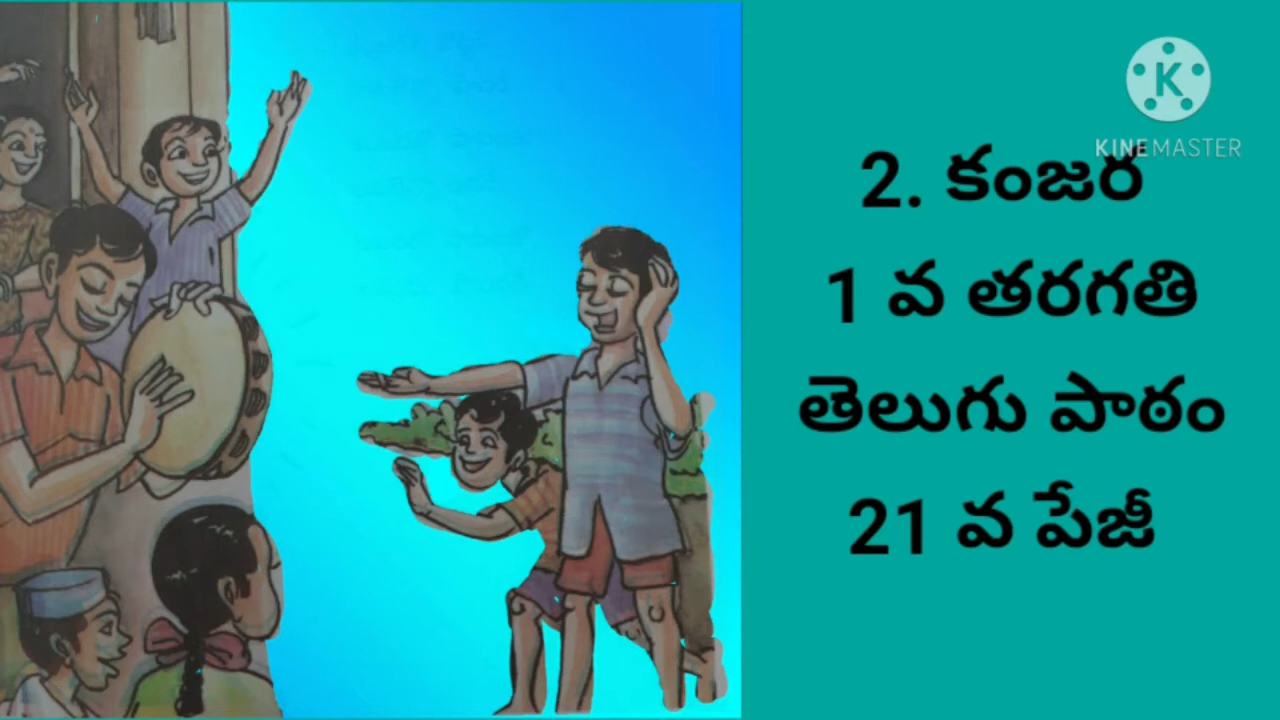 K
KINEMASTER
2. కంజర
1 వ తరగతి
తెలుగు పాఠం
21 వ పేజీ